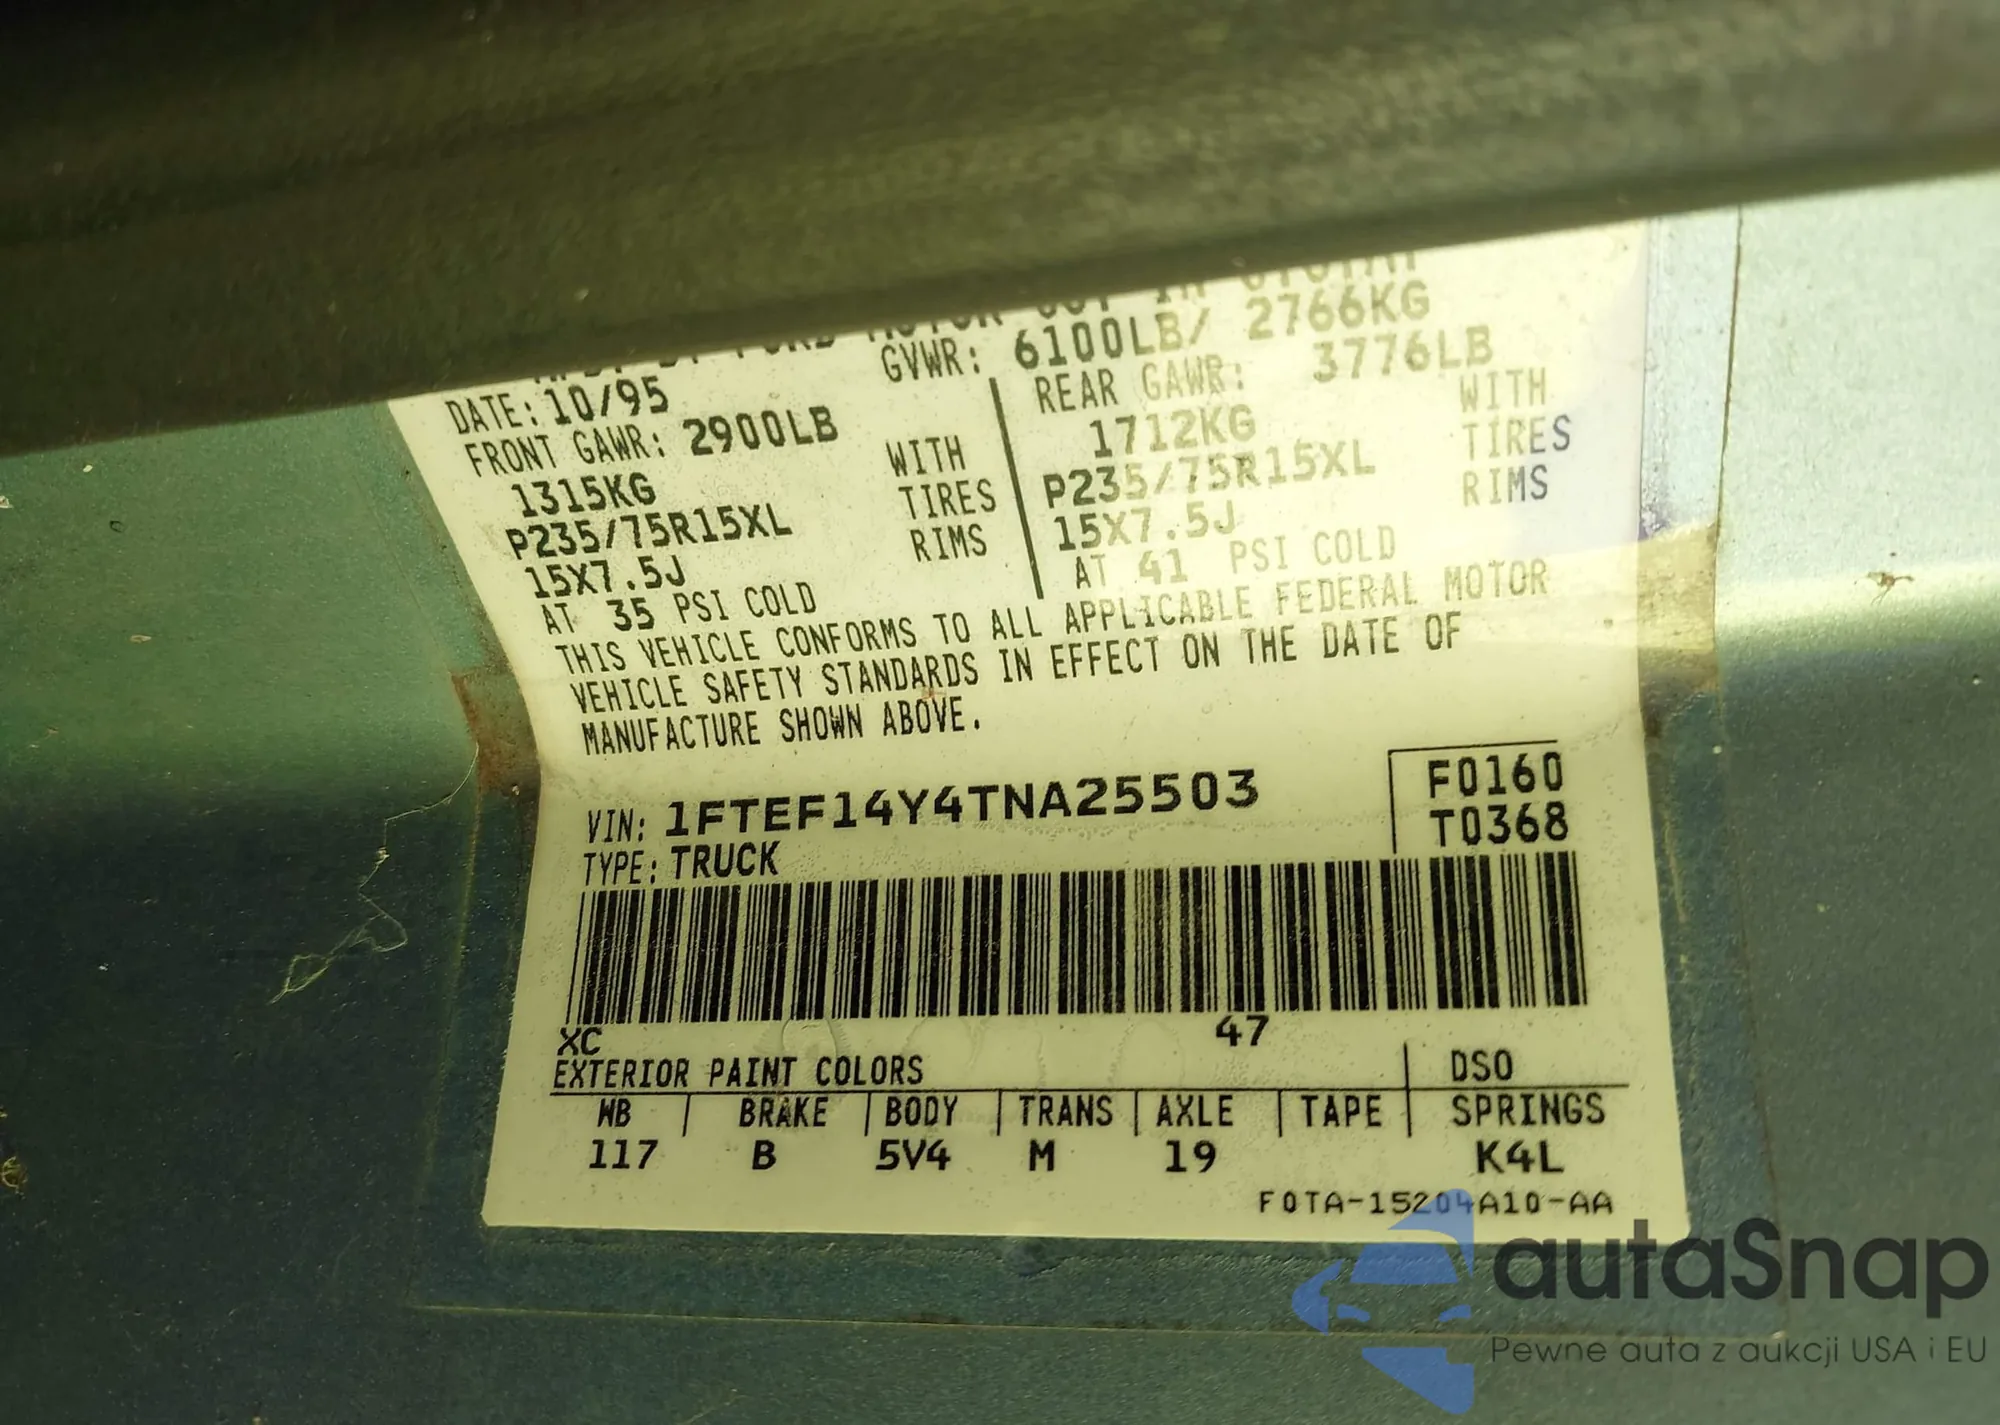 GVWR: 6100LB/ 2766KG
DATE: 10/95
FRONT GAWR: 2900LB
1315KG WITH
P235/75R15XL TIRES
15X7.5J RIMS
AT 35 PSI COLD
REAR GAWR: 3776LB
1712KG WITH
P235/75R15XL TIRES
15X7.5J RIMS
AT 41 PSI COLD
THIS VEHICLE CONFORMS TO ALL APPLICABLE FEDERAL MOTOR
VEHICLE SAFETY STANDARDS IN EFFECT ON THE DATE OF
MANUFACTURE SHOWN ABOVE.
VIN: 1FTEF14Y4TNA25503
F0160
T0368
TYPE: TRUCK
XC 47
EXTERIOR PAINT COLORS DSO
WB | BRAKE | BODY | TRANS | AXLE | TAPE | SPRINGS
117 B 5V4 M 19 K4L
F0TA-15204A10-AA
autaSnap
Pewne auta z aukcji USA i EU